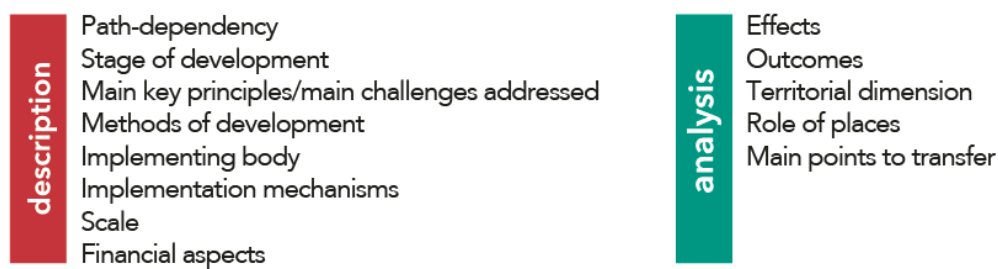 description
Path-dependency
Stage of development
Main key principles/main challenges addressed
Methods of development
Implementing body
Implementation mechanisms
Scale
Financial aspects
analysis
Effects
Outcomes
Territorial dimension
Role of places
Main points to transfer